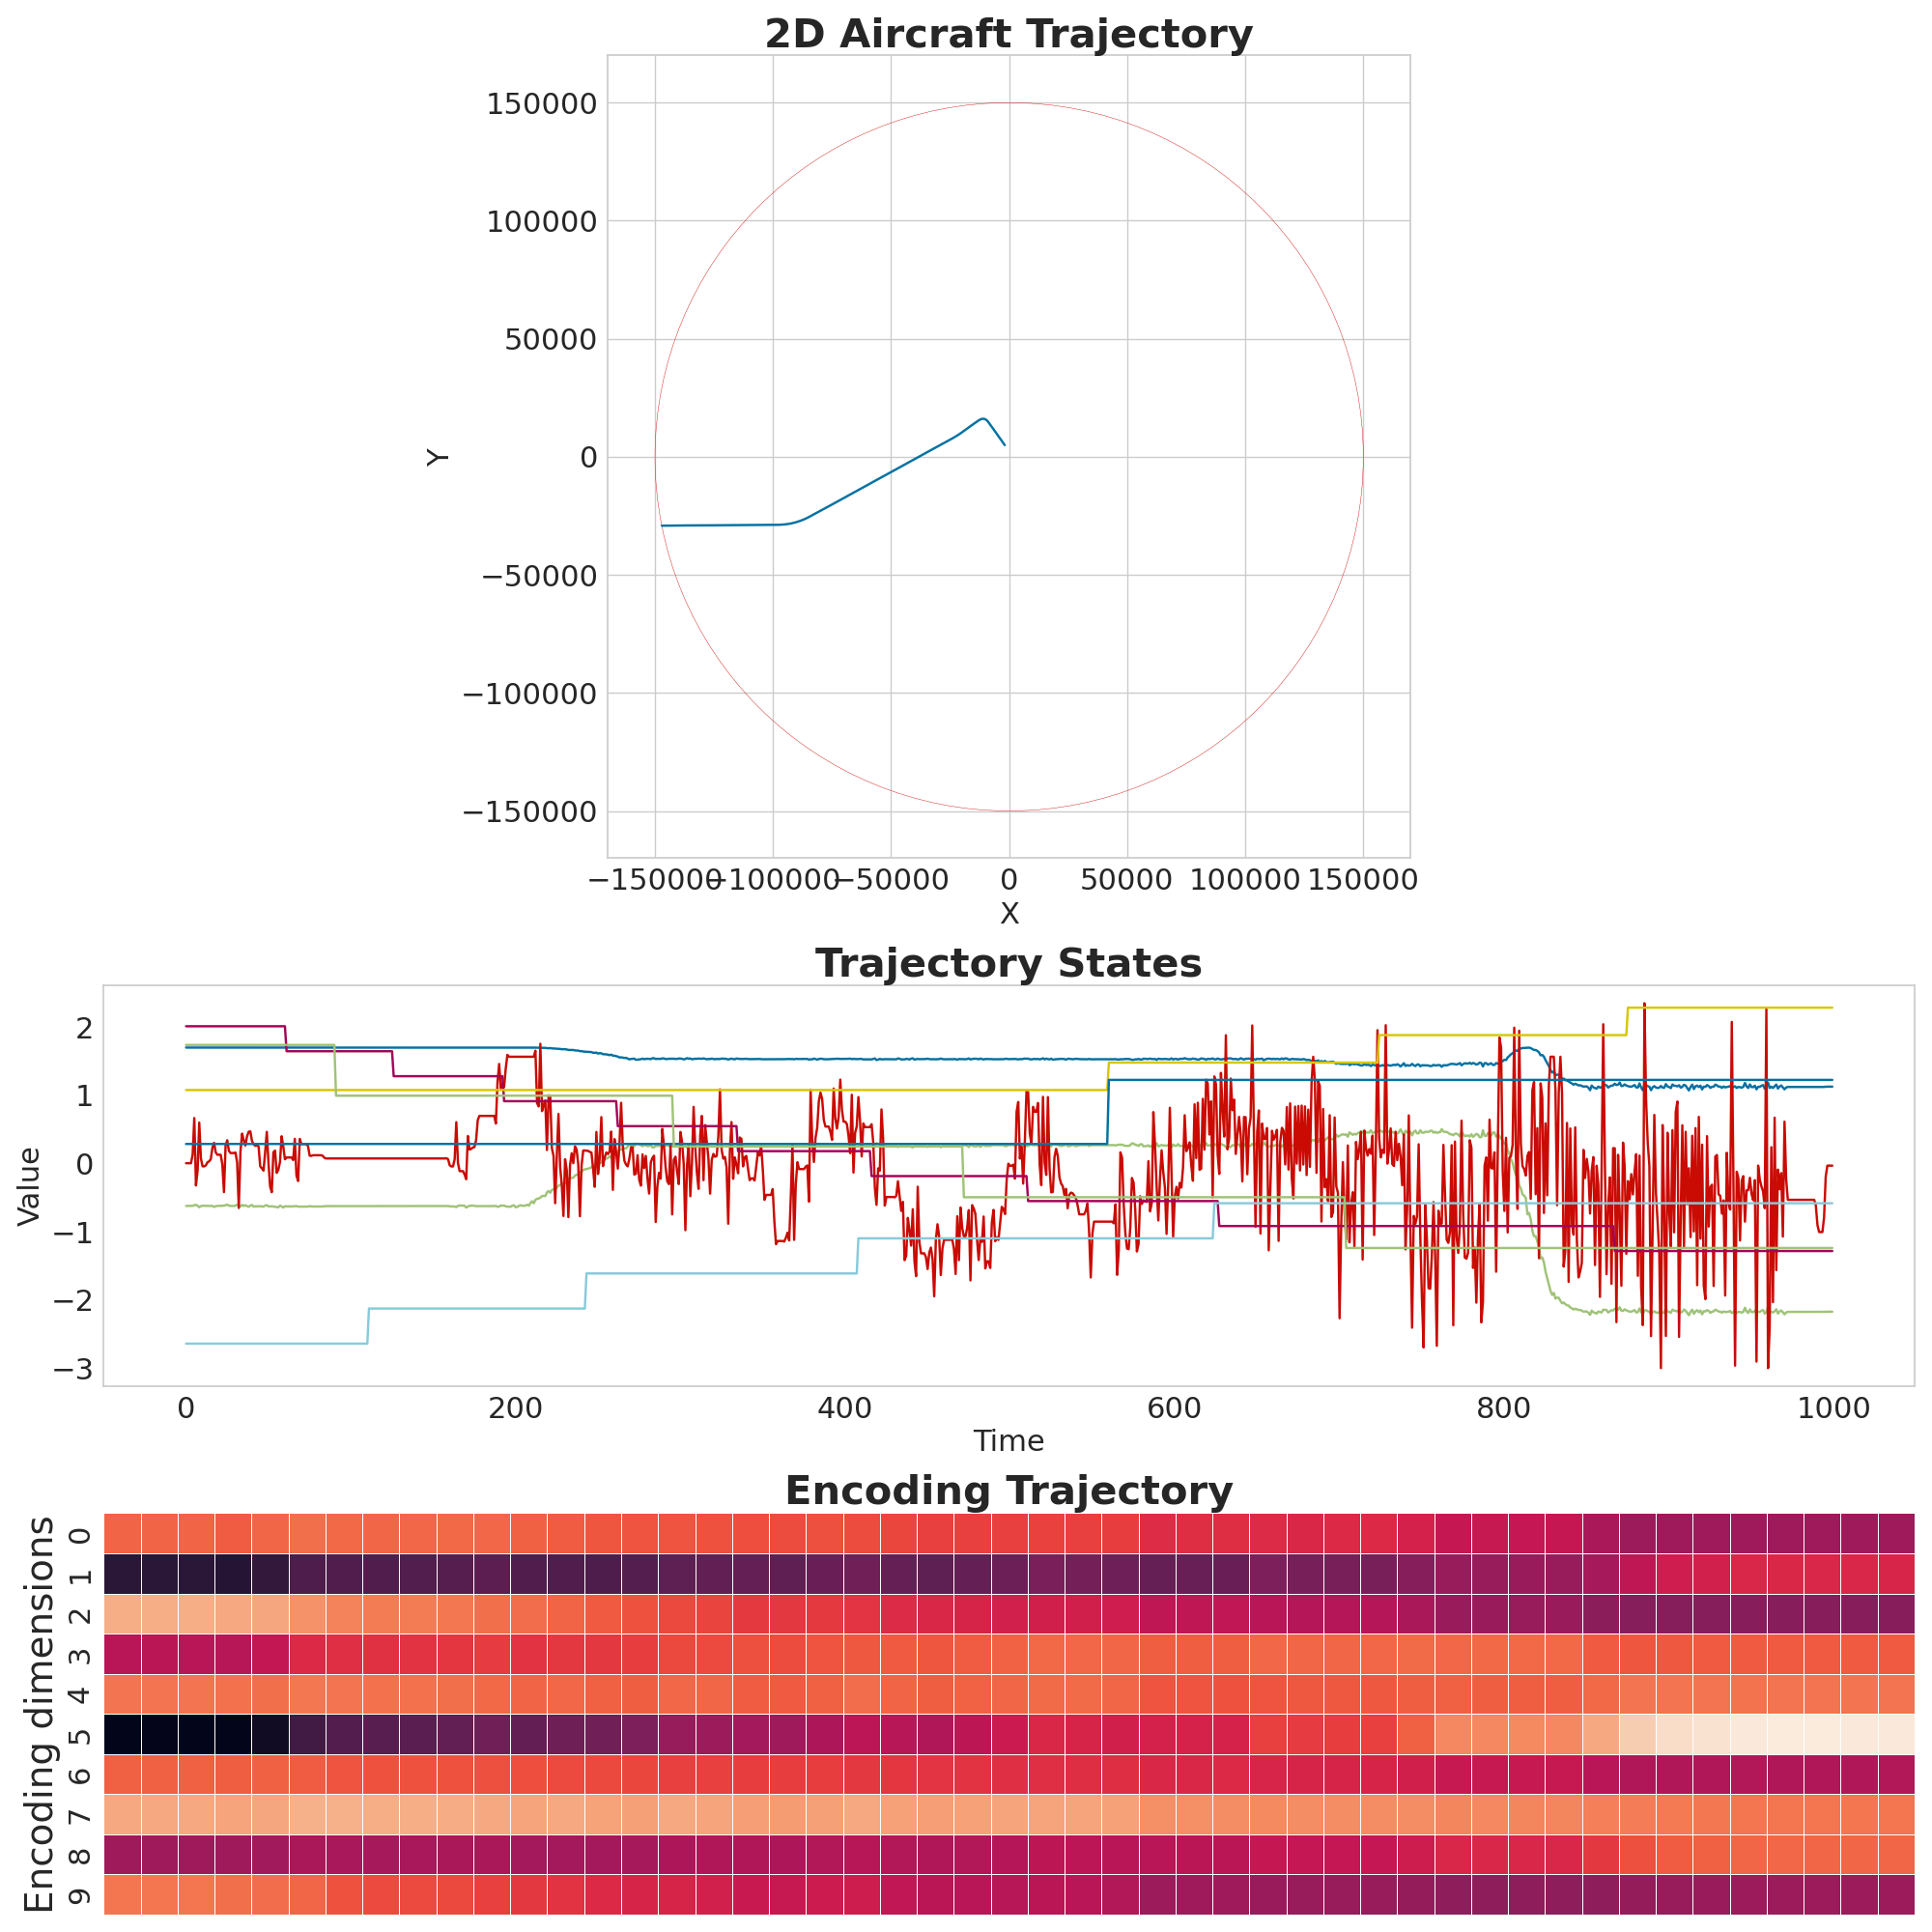 2D Aircraft Trajectory
150000
100000
50000
0
−50000
−100000
−150000
Y
−150000 −100000 −50000 0 50000 100000 150000
X
Trajectory States
2
1
0
−1
−2
−3
Value
0 200 400 600 800 1000
Time
Encoding Trajectory
Encoding dimensions
0
1
2
3
4
5
6
7
8
9